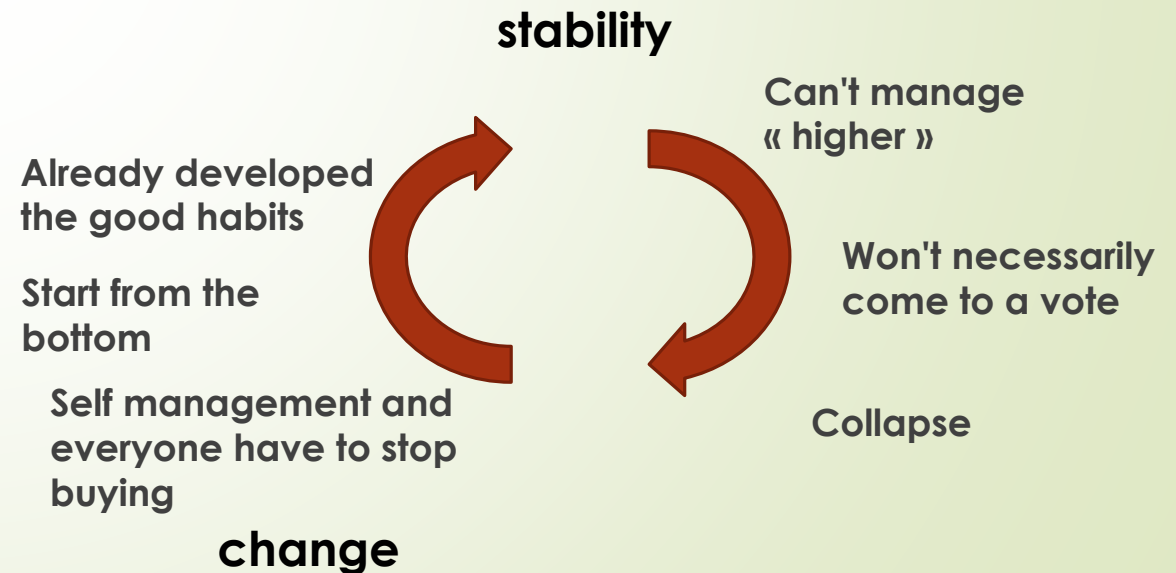 stability
Can't manage
« higher »
Already developed
the good habits
Won't necessarily
come to a vote
Start from the
bottom
Self management and
everyone have to stop
buying
Collapse
change